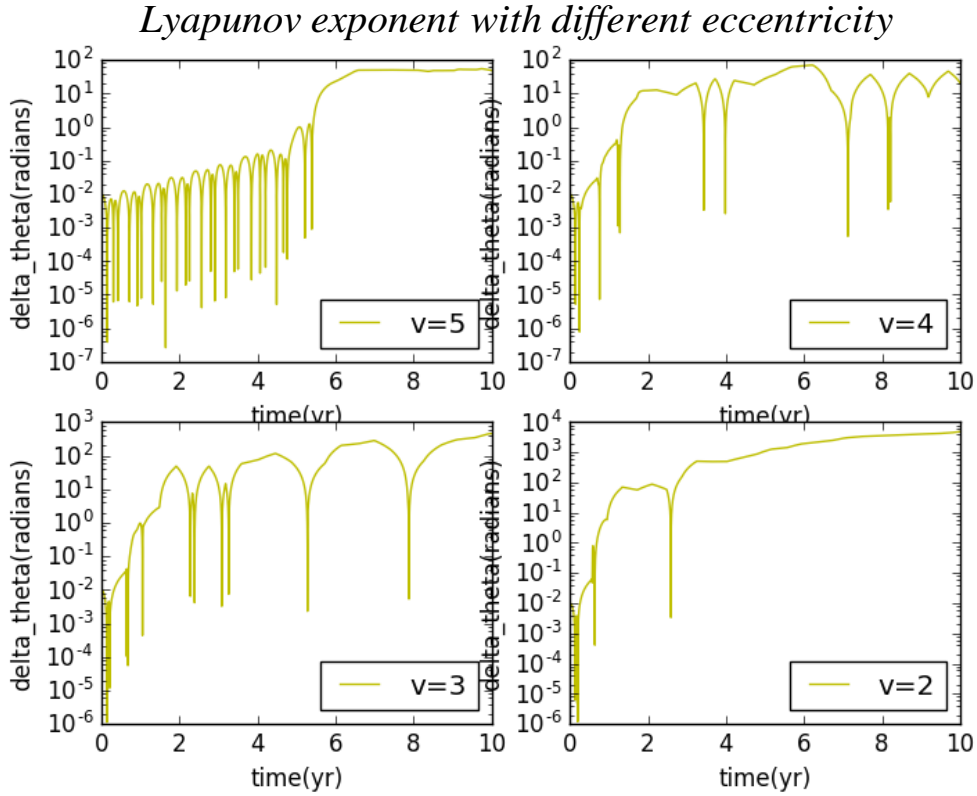 Lyapunov exponent with different eccentricity
delta_theta(radians)
10^2
10^1
10^0
10^-1
10^-2
10^-3
10^-4
10^-5
10^-6
10^-7
v=5
0 2 4 6 8 10
time(yr)
delta_theta(radians)
10^2
10^1
10^0
10^-1
10^-2
10^-3
10^-4
10^-5
10^-6
10^-7
v=4
0 2 4 6 8 10
time(yr)
delta_theta(radians)
10^3
10^2
10^1
10^0
10^-1
10^-2
10^-3
10^-4
10^-5
10^-6
v=3
0 2 4 6 8 10
time(yr)
delta_theta(radians)
10^4
10^3
10^2
10^1
10^0
10^-1
10^-2
10^-3
10^-4
10^-5
10^-6
v=2
0 2 4 6 8 10
time(yr)